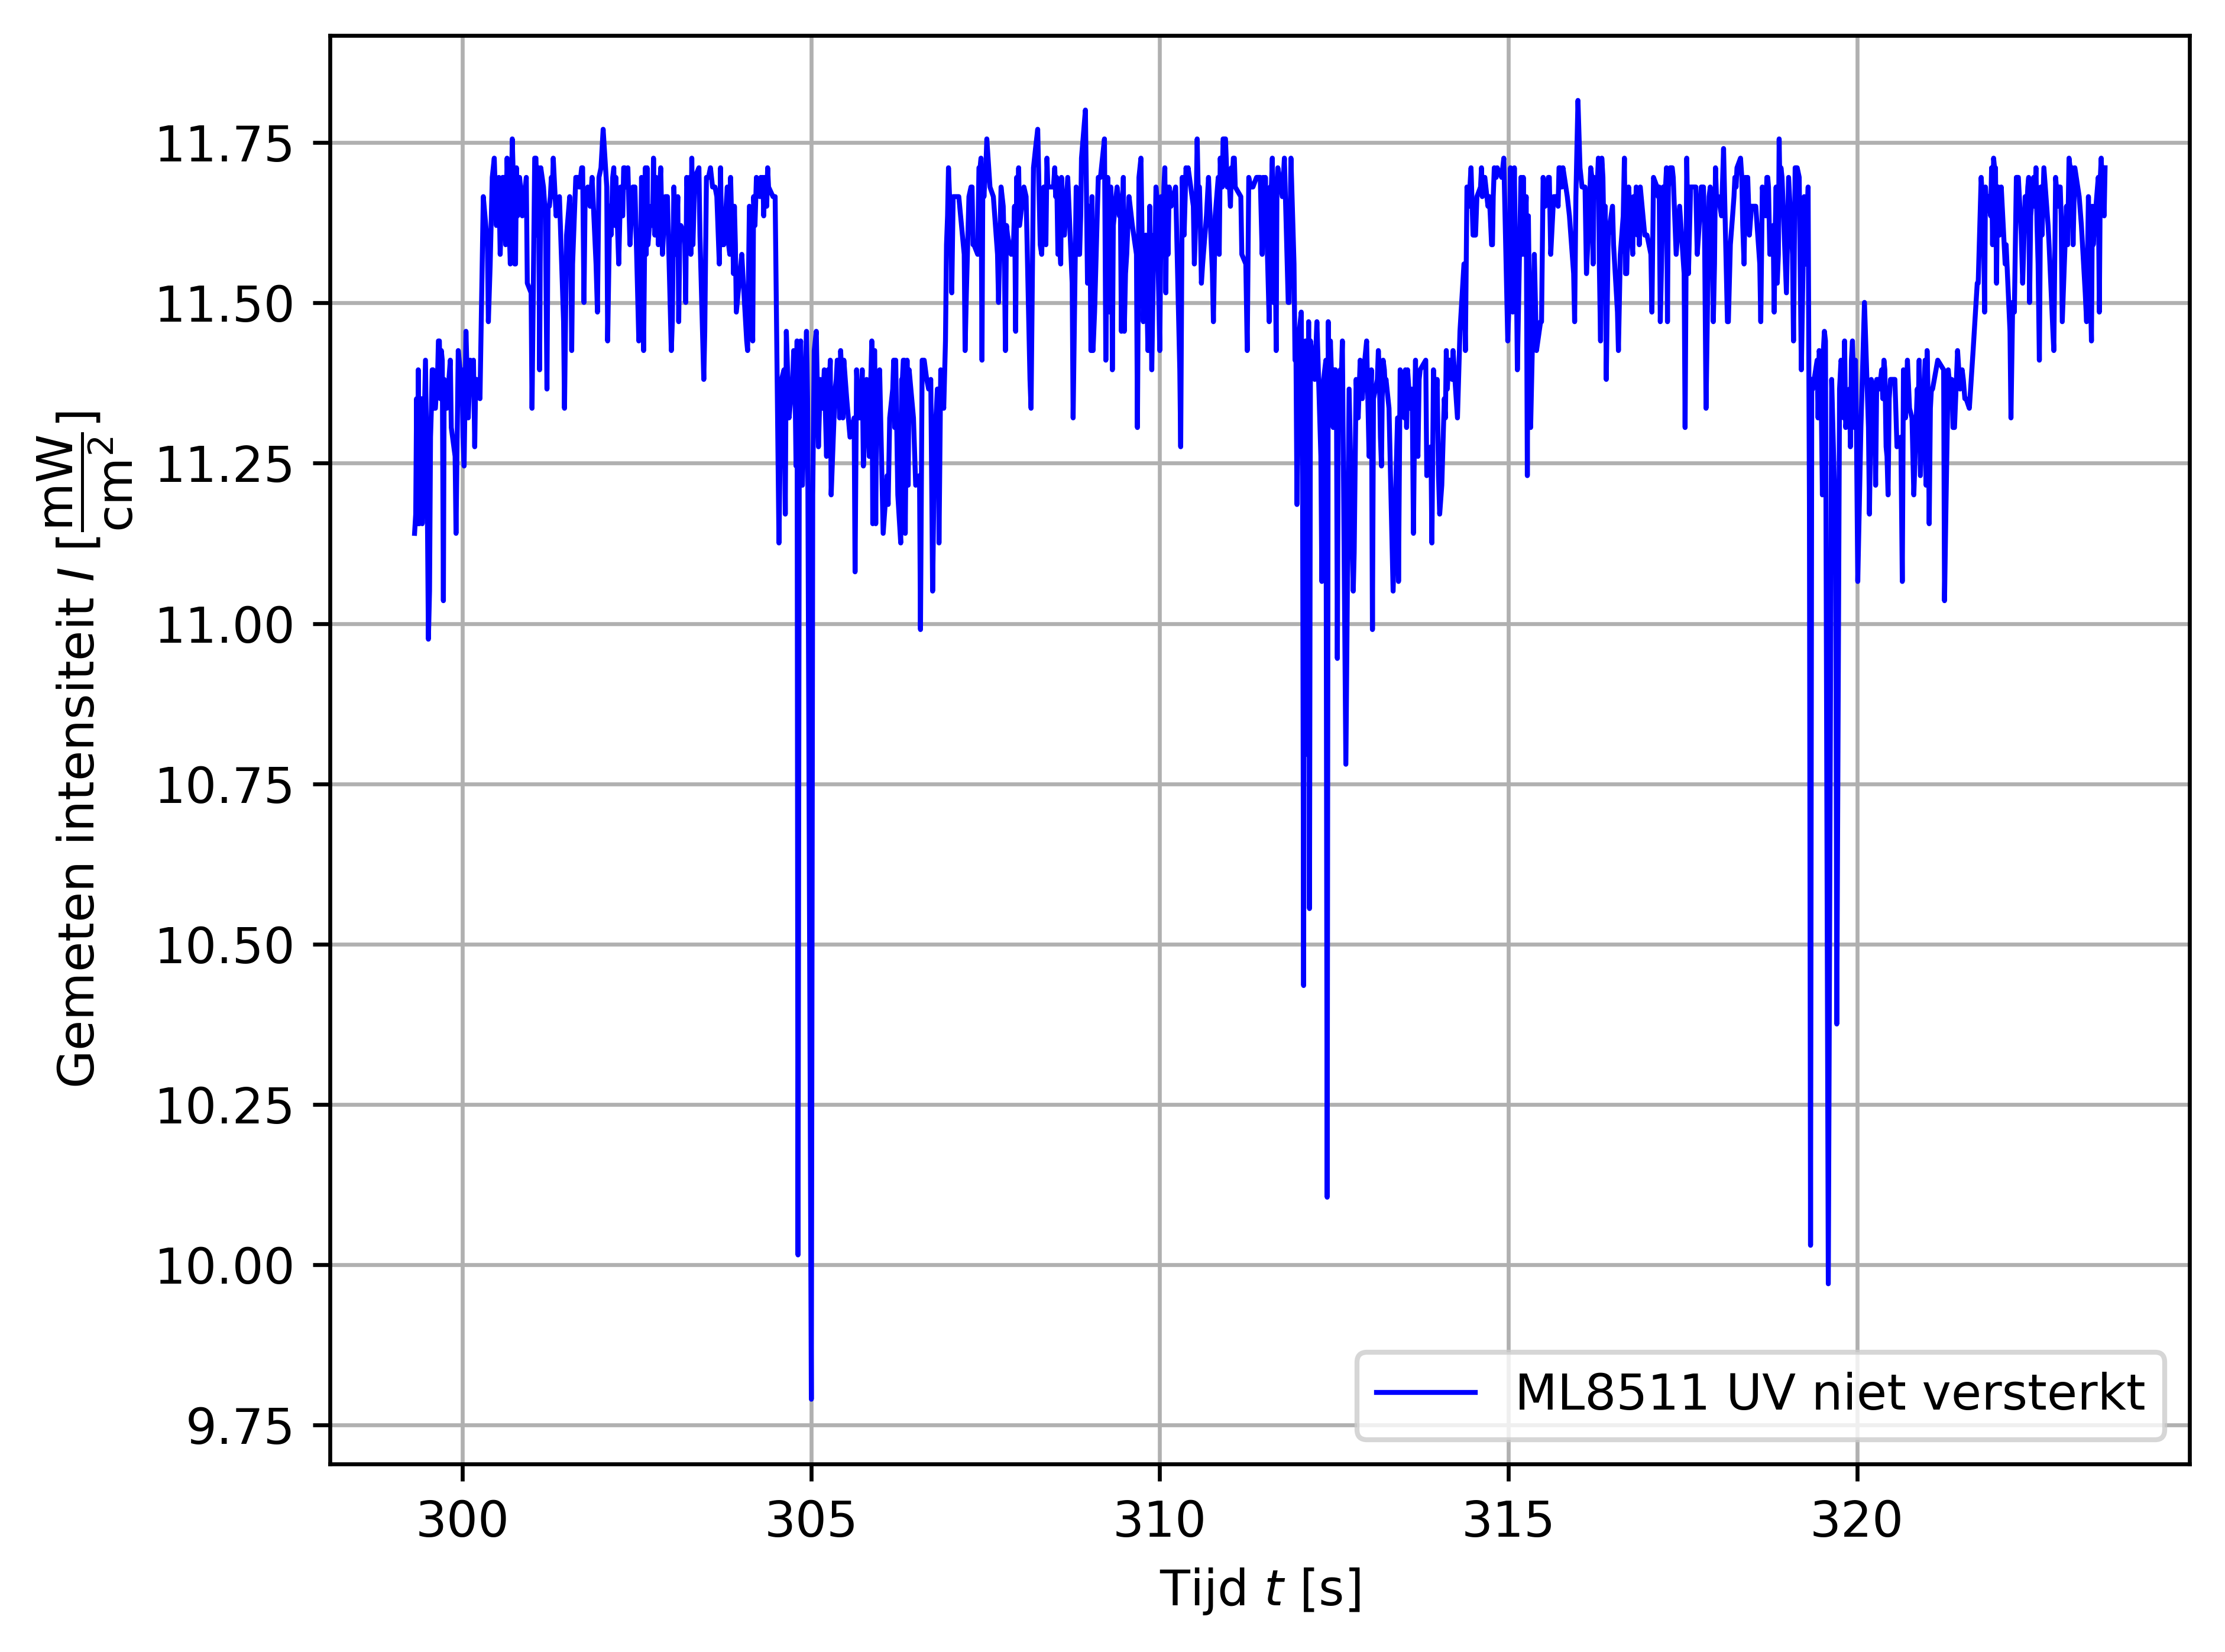 11.75
11.50
11.25
11.00
10.75
10.50
10.25
10.00
9.75
Gemeten intensiteit I [mW/cm²]
300 305 310 315 320
Tijd t [s]
ML8511 UV niet versterkt